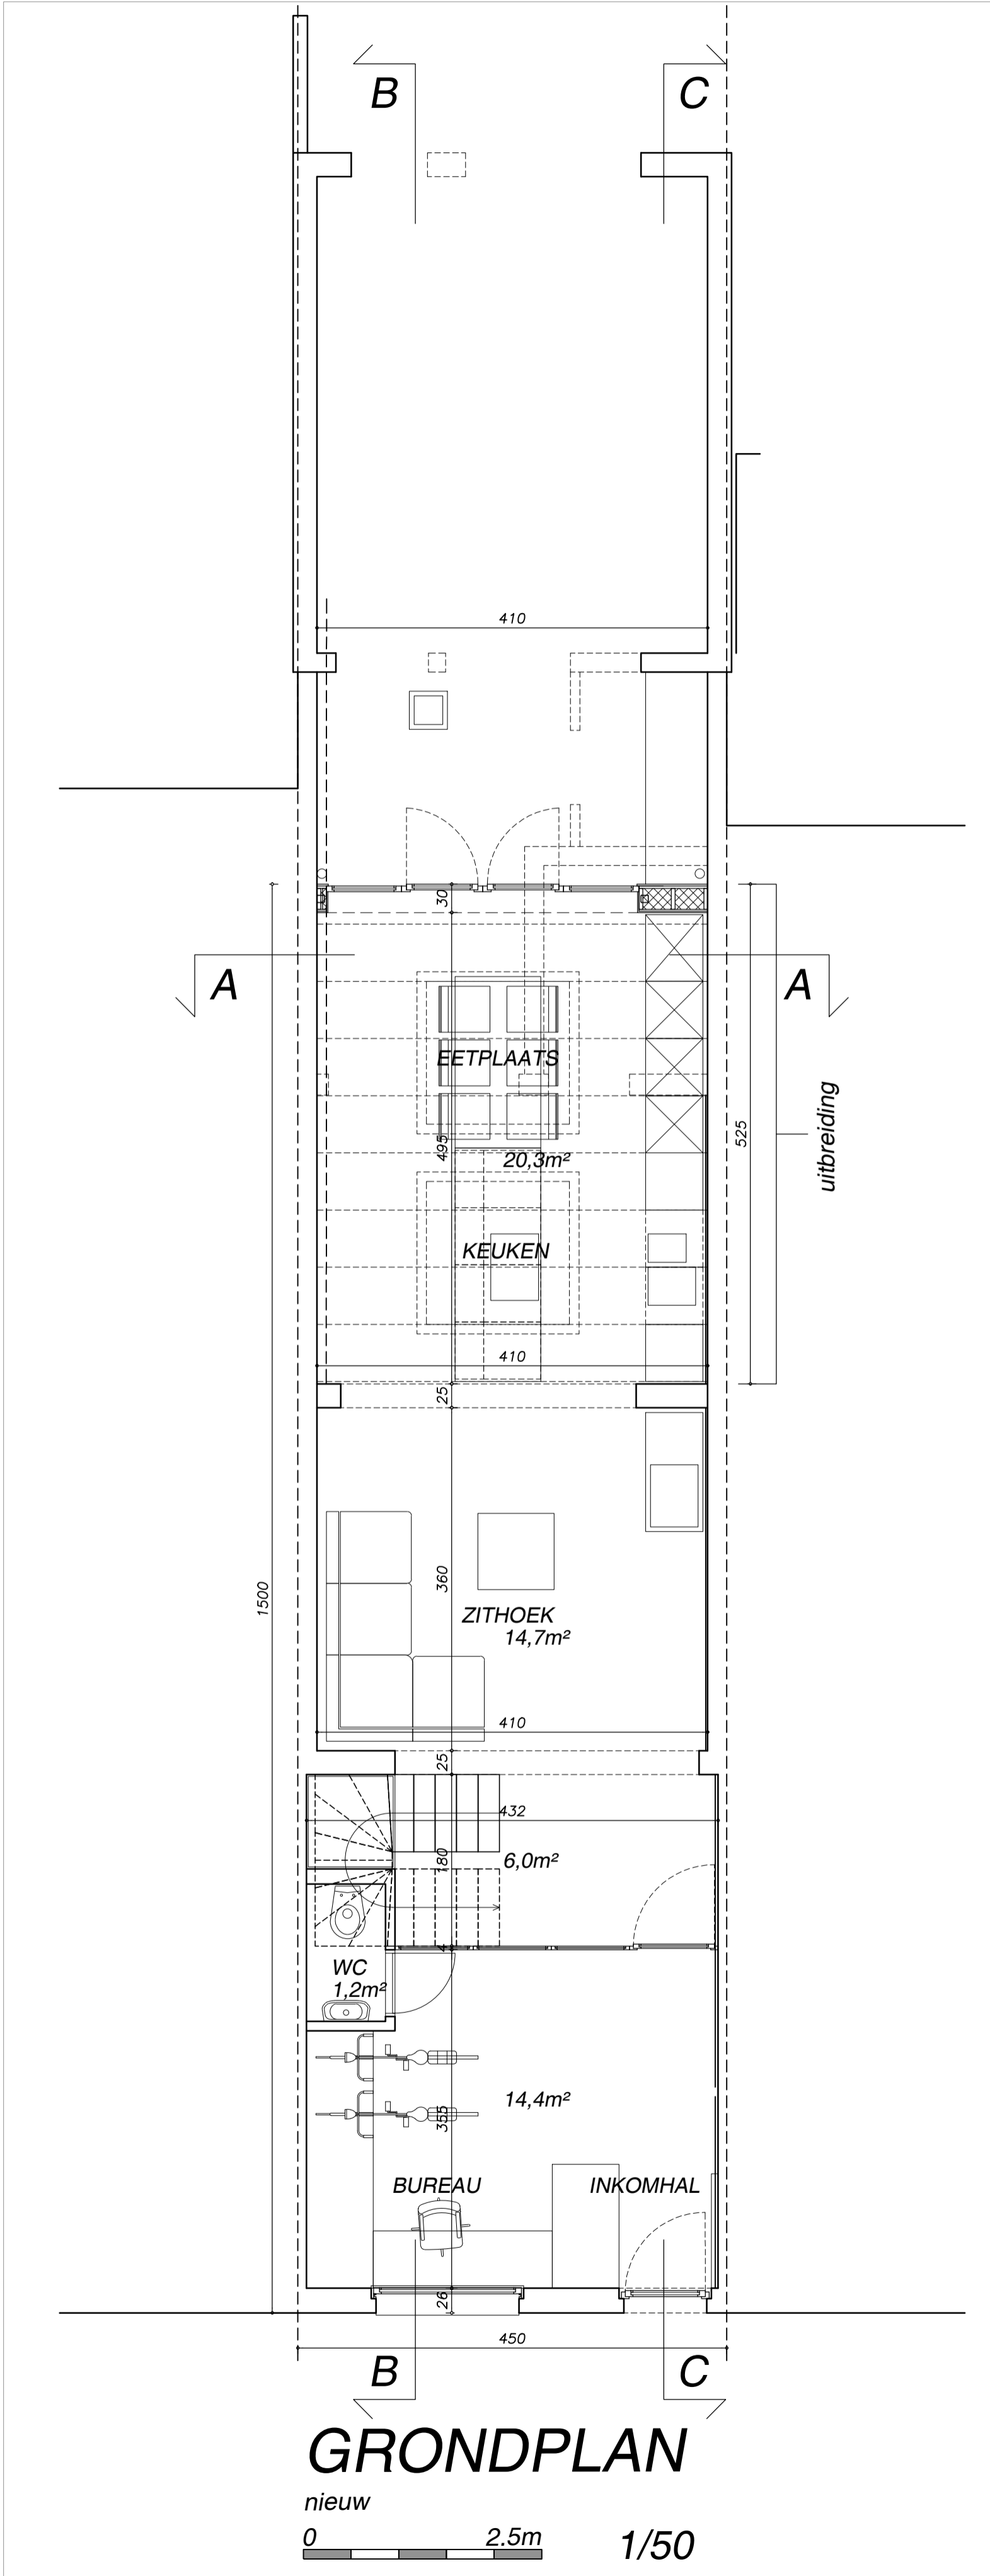 B
C
410
30
A
A
EETPLAATS
495
20,3m²
525
uitbreiding
KEUKEN
410
25
360
1500
ZITHOEK
14,7m²
410
25
432
180
6,0m²
4
WC
1,2m²
14,4m²
355
BUREAU
INKOMHAL
26
450
B
C
GRONDPLAN
nieuw
0
2.5m
1/50